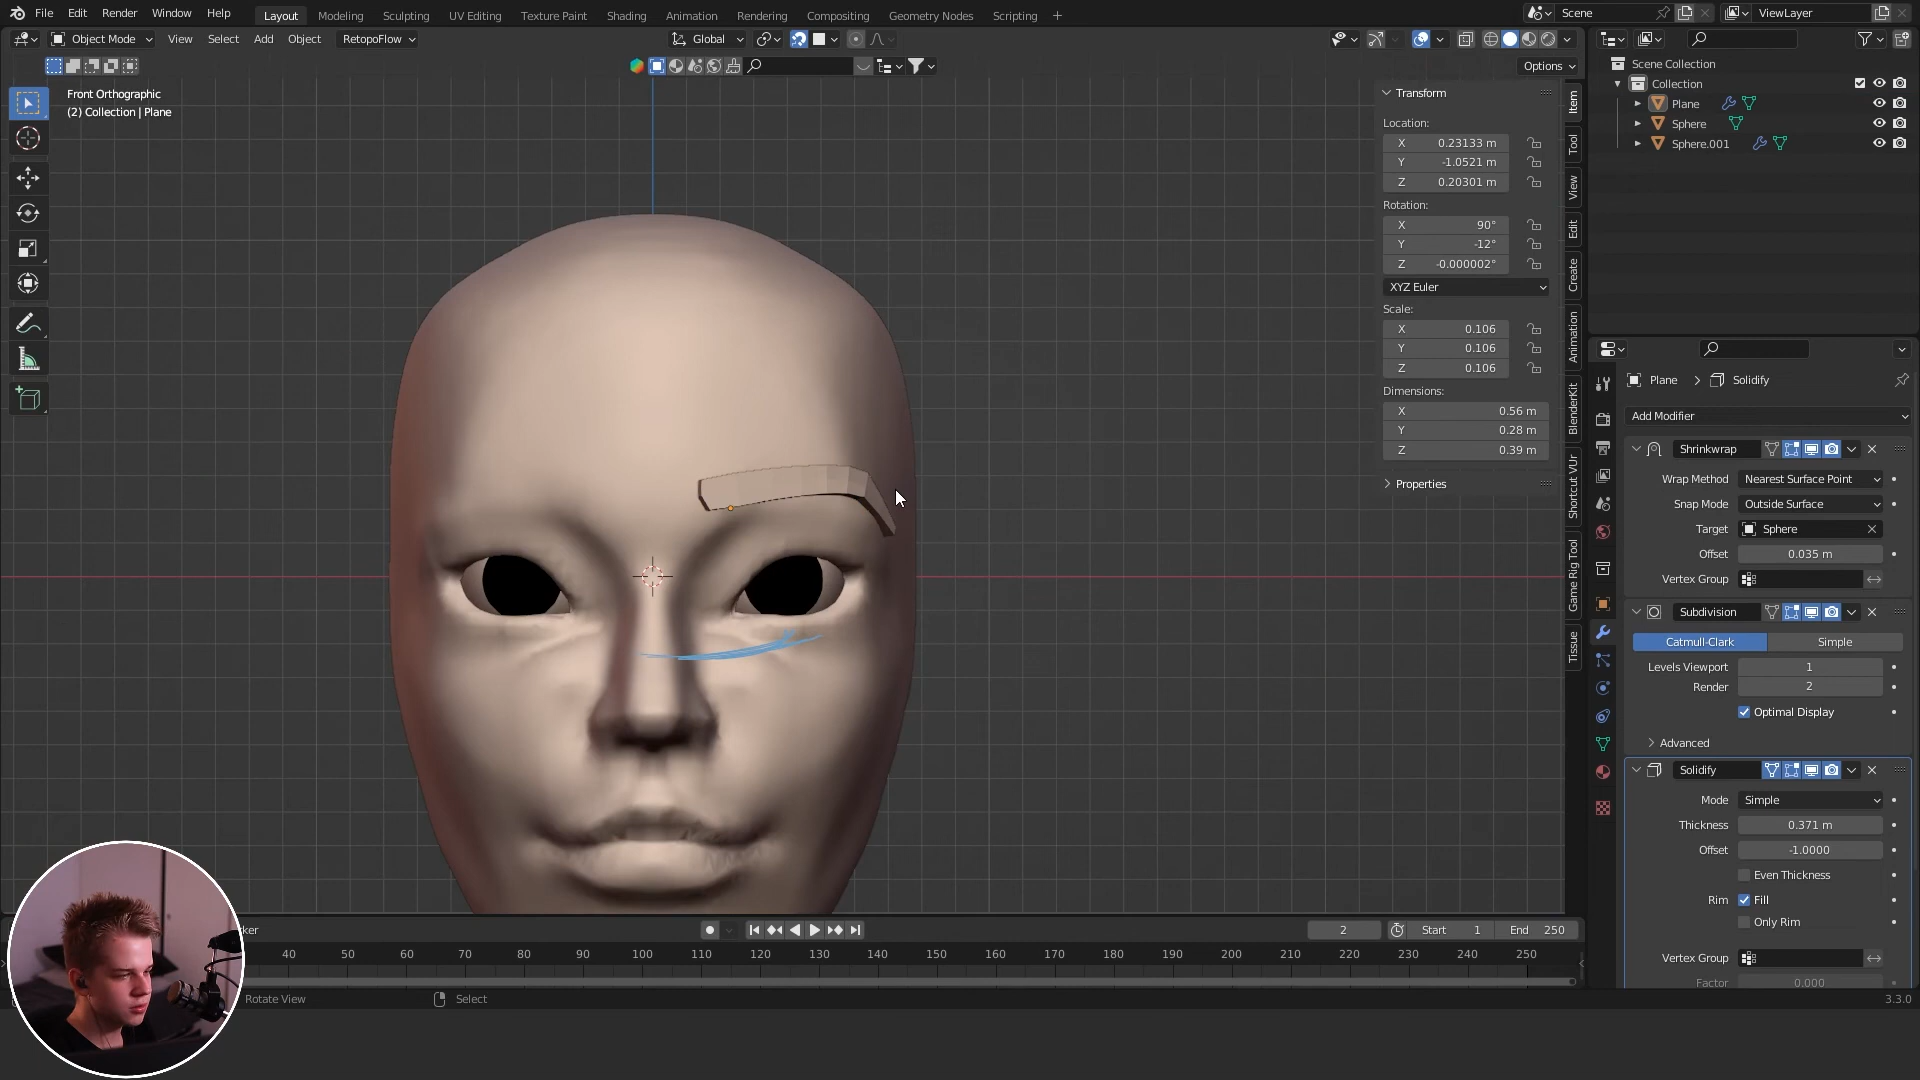 File Edit Render Window Help
Layout Modeling Sculpting UV Editing Texture Paint Shading Animation Rendering Compositing Geometry Nodes Scripting +
Scene
ViewLayer
Object Mode View Select Add Object RetopoFlow
Global
Options
Front Orthographic
(2) Collection | Plane
Transform
Location:
X 0.23133 m
Y -1.0521 m
Z 0.20301 m
Rotation:
X 90°
Y -12°
Z -0.000002°
XYZ Euler
Scale:
X 0.106
Y 0.106
Z 0.106
Dimensions:
X 0.56 m
Y 0.28 m
Z 0.39 m
Properties
Item
Tool
View
Edit
Create
Animation
BlenderKit
Shortcut VUr
Game Rig Tool
Tissue
Scene Collection
Collection
Plane
Sphere
Sphere.001
Plane > Solidify
Add Modifier
Shrinkwrap
Wrap Method Nearest Surface Point
Snap Mode Outside Surface
Target Sphere
Offset 0.035 m
Vertex Group
Subdivision
Catmull-Clark Simple
Levels Viewport 1
Render 2
Optimal Display
Advanced
Solidify
Mode Simple
Thickness 0.371 m
Offset -1.0000
Even Thickness
Rim Fill
Only Rim
Vertex Group
Factor 0.000
ker
2
Start 1
End 250
40 50 60 70 80 90 100 110 120 130 140 150 160 170 180 190 200 210 220 230 240 250
Rotate View
Select
3.3.0